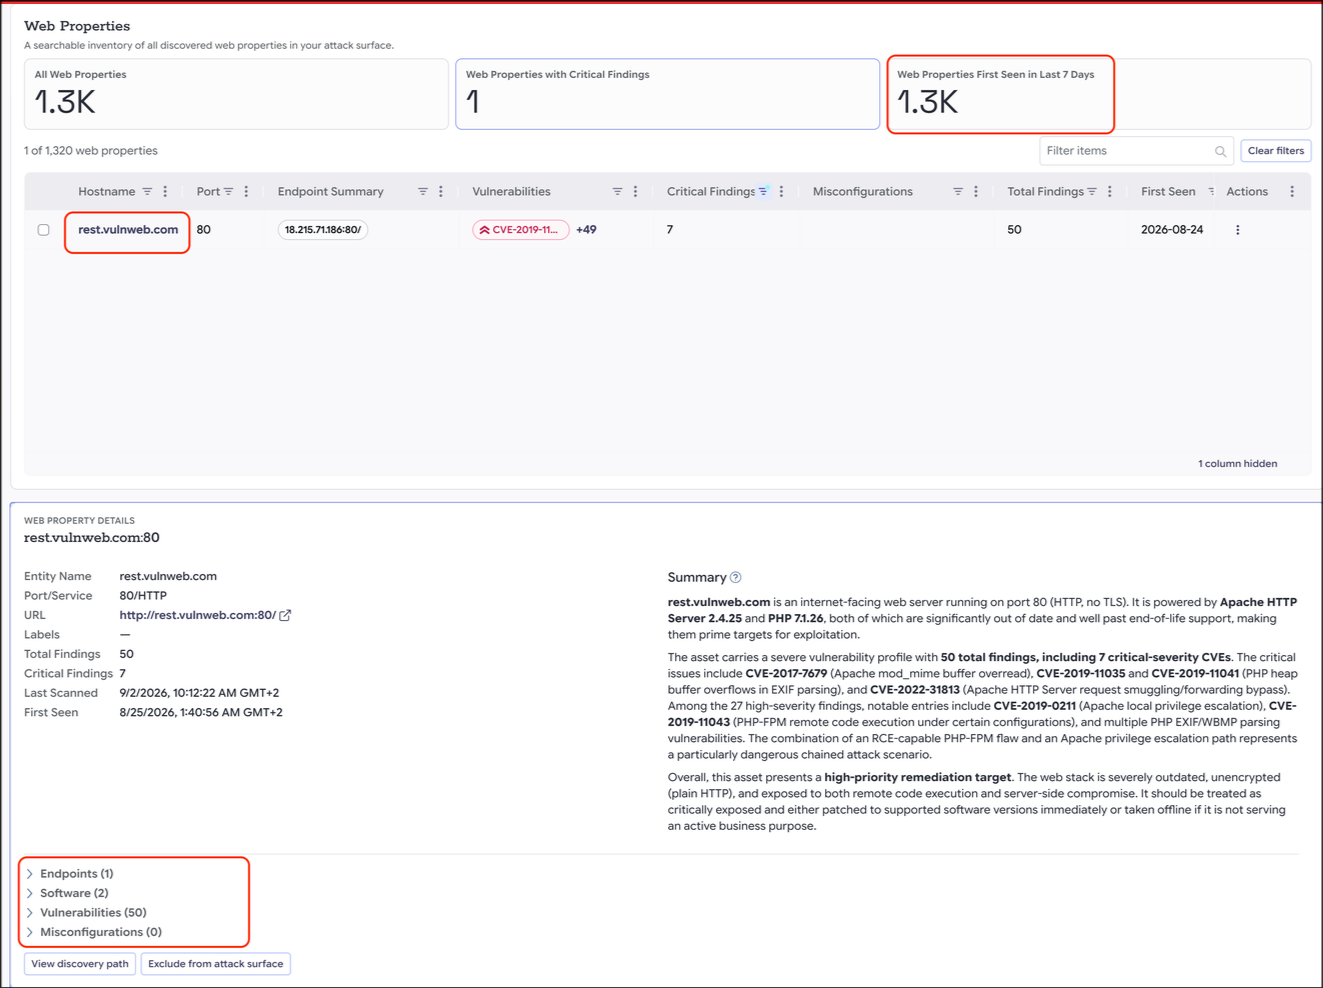 Web Properties
A searchable inventory of all discovered web properties in your attack surface.
All Web Properties
1.3K
Web Properties with Critical Findings
1
Web Properties First Seen in Last 7 Days
1.3K
1 of 1,320 web properties
Filter items
Clear filters
Hostname Port Endpoint Summary Vulnerabilities Critical Findings Misconfigurations Total Findings First Seen Actions
rest.vulnweb.com 80 18.215.71.186:80/ CVE-2019-11... +49 7 50 2026-08-24
1 column hidden
WEB PROPERTY DETAILS
rest.vulnweb.com:80
Entity Name rest.vulnweb.com
Port/Service 80/HTTP
URL http://rest.vulnweb.com:80/
Labels —
Total Findings 50
Critical Findings 7
Last Scanned 9/2/2026, 10:12:22 AM GMT+2
First Seen 8/25/2026, 1:40:56 AM GMT+2
Summary ?
rest.vulnweb.com is an internet-facing web server running on port 80 (HTTP, no TLS). It is powered by Apache HTTP
Server 2.4.25 and PHP 7.1.26, both of which are significantly out of date and well past end-of-life support, making
them prime targets for exploitation.
The asset carries a severe vulnerability profile with 50 total findings, including 7 critical-severity CVEs. The critical
issues include CVE-2017-7679 (Apache mod_mime buffer overread), CVE-2019-11035 and CVE-2019-11041 (PHP heap
buffer overflows in EXIF parsing), and CVE-2022-31813 (Apache HTTP Server request smuggling/forwarding bypass).
Among the 27 high-severity findings, notable entries include CVE-2019-0211 (Apache local privilege escalation), CVE-
2019-11043 (PHP-FPM remote code execution under certain configurations), and multiple PHP EXIF/WBMP parsing
vulnerabilities. The combination of an RCE-capable PHP-FPM flaw and an Apache privilege escalation path represents
a particularly dangerous chained attack scenario.
Overall, this asset presents a high-priority remediation target. The web stack is severely outdated, unencrypted
(plain HTTP), and exposed to both remote code execution and server-side compromise. It should be treated as
critically exposed and either patched to supported software versions immediately or taken offline if it is not serving
an active business purpose.
Endpoints (1)
Software (2)
Vulnerabilities (50)
Misconfigurations (0)
View discovery path
Exclude from attack surface